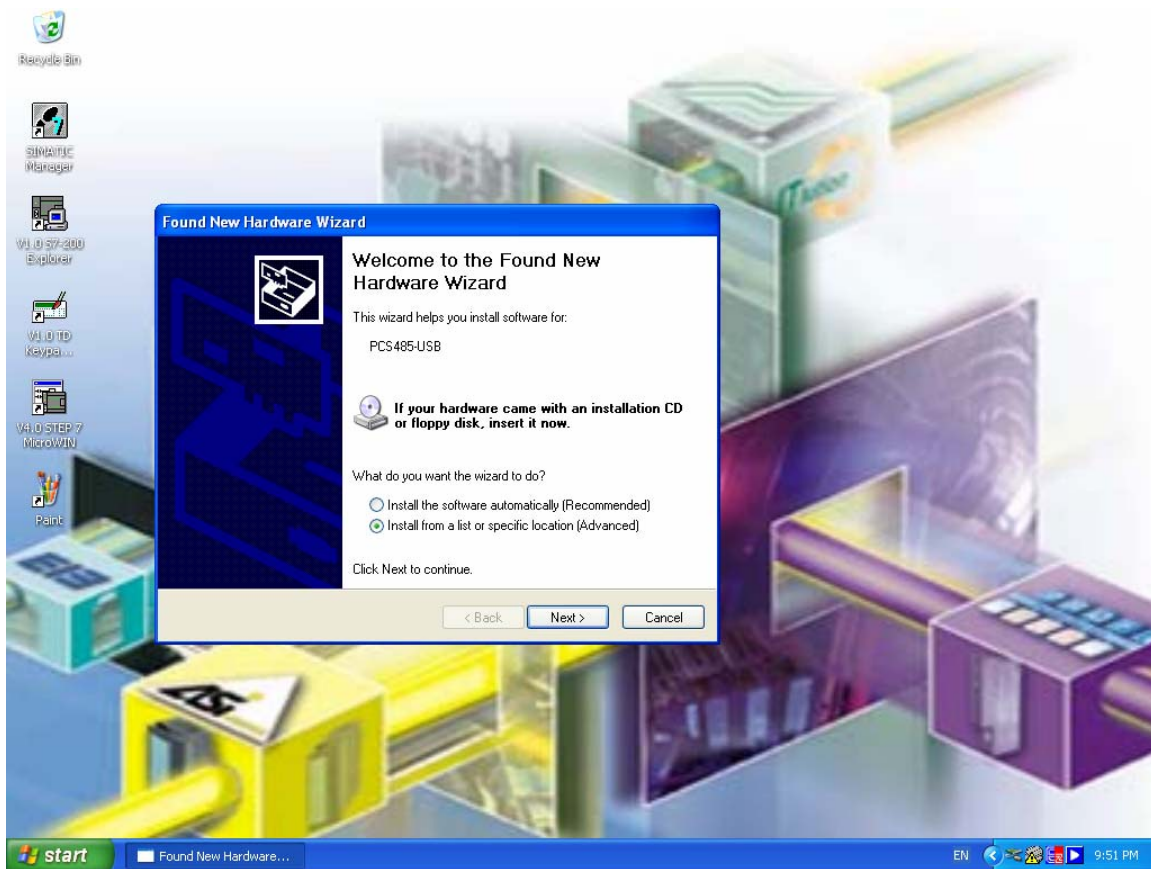 Recycle Bin
SIMATIC
Manager
V1.0 S7-200
Explorer
V1.0 TD
Keypa...
V4.0 STEP 7
MicroWIN
Paint
Found New Hardware Wizard
Welcome to the Found New
Hardware Wizard
This wizard helps you install software for:
PCS485-USB
If your hardware came with an installation CD
or floppy disk, insert it now.
What do you want the wizard to do?
Install the software automatically (Recommended)
Install from a list or specific location (Advanced)
Click Next to continue.
< Back
Next >
Cancel
ASi
start
Found New Hardware...
EN
9:51 PM